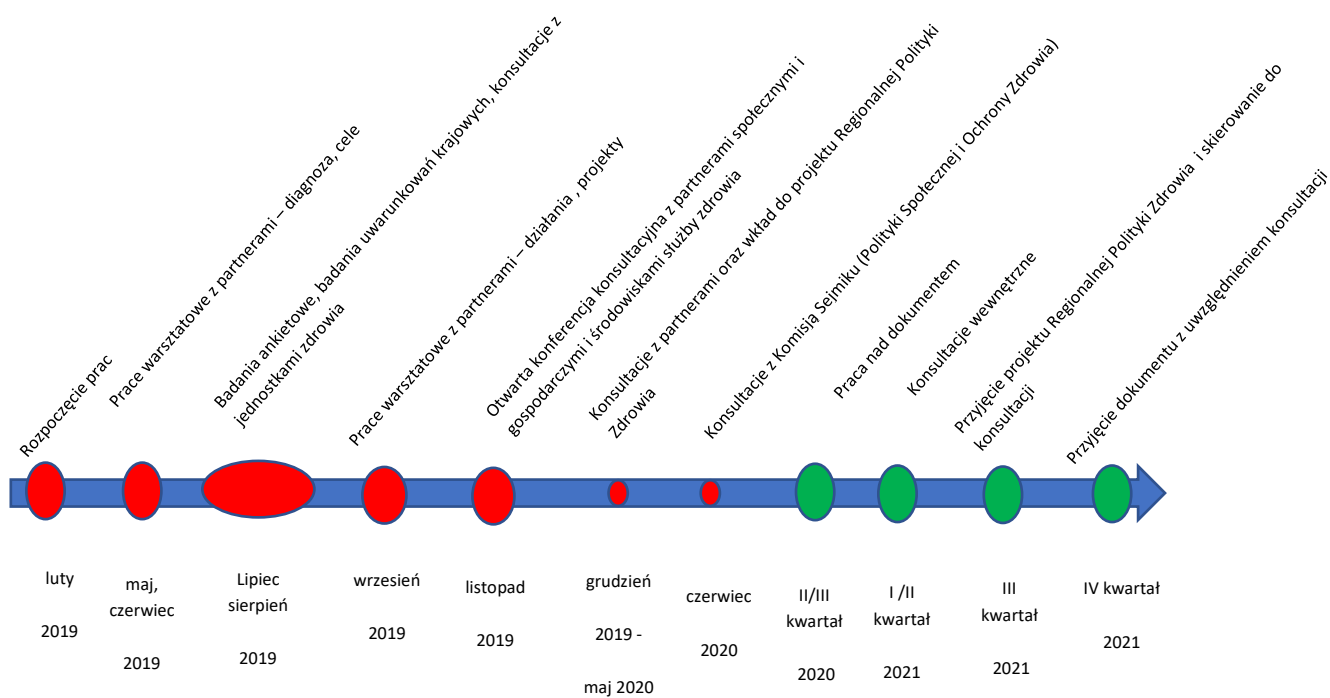 Rozpoczęcie prac
Prace warsztatowe z partnerami – diagnoza, cele
Badania ankietowe, badania uwarunkowań krajowych, konsultacje z
jednostkami zdrowia
Prace warsztatowe z partnerami – działania , projekty
Otwarta konferencja konsultacyjna z partnerami społecznymi i
gospodarczymi i środowiskami służby zdrowia
Konsultacje z partnerami oraz wkład do projektu Regionalnej Polityki
Zdrowia
Konsultacje z Komisją Sejmiku (Polityki Społecznej i Ochrony Zdrowia)
Praca nad dokumentem
Konsultacje wewnętrzne
Przyjęcie projektu Regionalnej Polityki Zdrowia i skierowanie do
konsultacji
Przyjęcie dokumentu z uwzględnieniem konsultacji
luty
2019
maj,
czerwiec
2019
Lipiec
sierpień
2019
wrzesień
2019
listopad
2019
grudzień
2019 -
maj 2020
czerwiec
2020
II/III
kwartał
2020
I /II
kwartał
2021
III
kwartał
2021
IV kwartał
2021